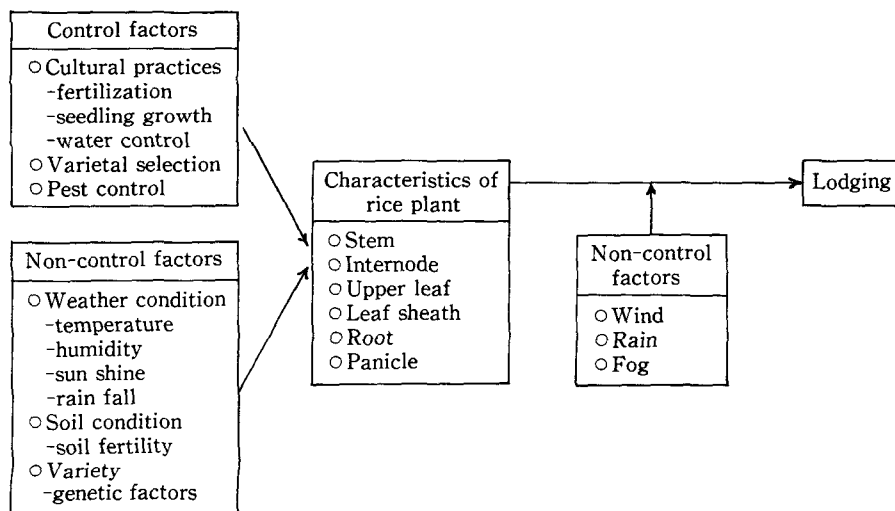 Control factors
○ Cultural practices
-fertilization
-seedling growth
-water control
○ Varietal selection
○ Pest control
Non-control factors
○ Weather condition
-temperature
-humidity
-sun shine
-rain fall
○ Soil condition
-soil fertility
○ Variety
-genetic factors
Characteristics of
rice plant
○ Stem
○ Internode
○ Upper leaf
○ Leaf sheath
○ Root
○ Panicle
Non-control
factors
○ Wind
○ Rain
○ Fog
Lodging